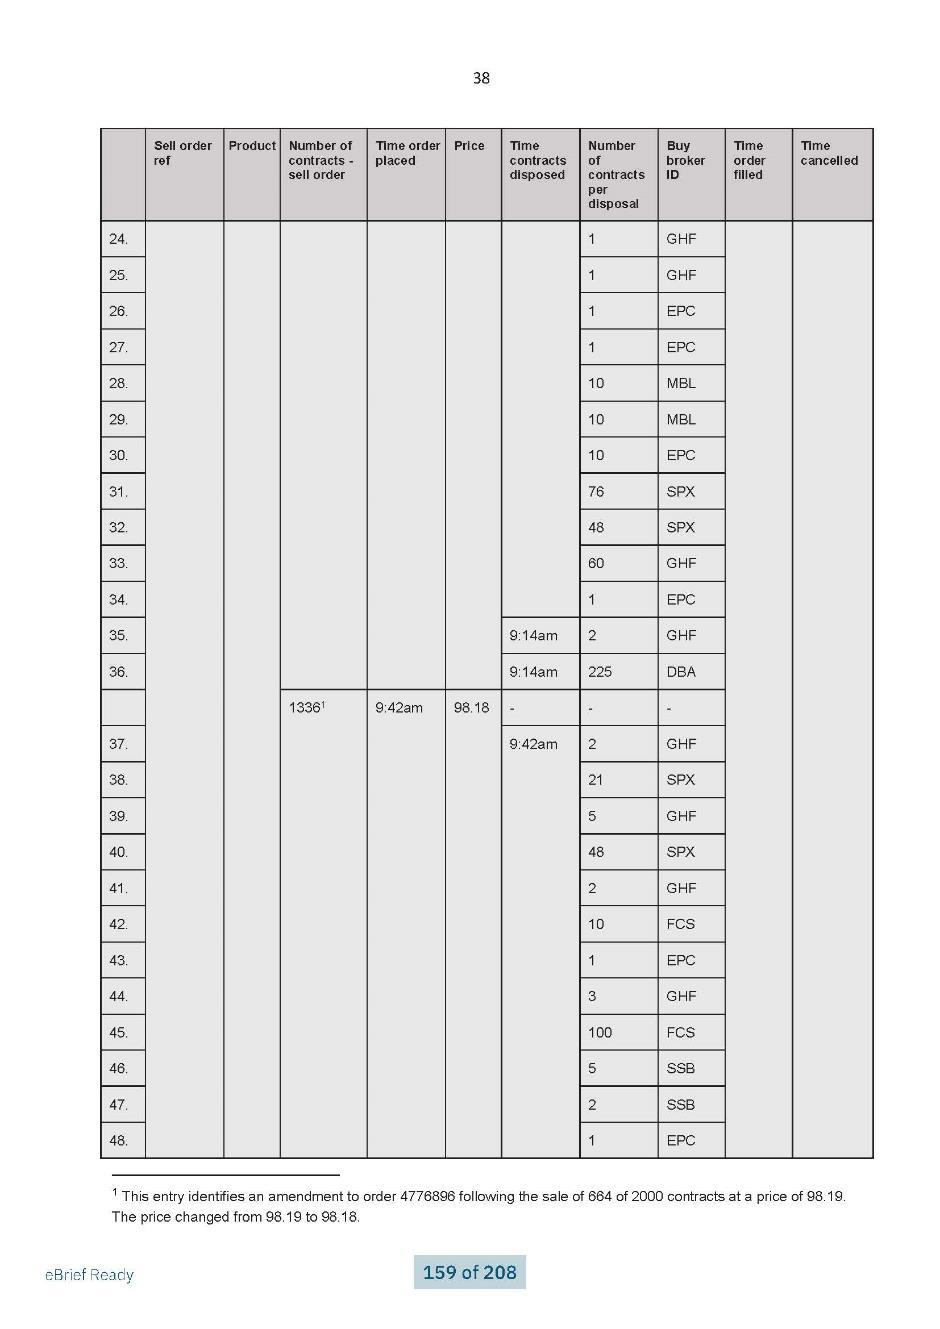 38
Sell order ref | Product | Number of contracts - sell order | Time order placed | Price | Time contracts disposed | Number of contracts per disposal | Buy broker ID | Time order filled | Time cancelled
24. 1 GHF
25. 1 GHF
26. 1 EPC
27. 1 EPC
28. 10 MBL
29. 10 MBL
30. 10 EPC
31. 76 SPX
32. 48 SPX
33. 60 GHF
34. 1 EPC
35. 9:14am 2 GHF
36. 9:14am 225 DBA
1336¹ 9:42am 98.18 - - -
37. 9:42am 2 GHF
38. 21 SPX
39. 5 GHF
40. 48 SPX
41. 2 GHF
42. 10 FCS
43. 1 EPC
44. 3 GHF
45. 100 FCS
46. 5 SSB
47. 2 SSB
48. 1 EPC
¹ This entry identifies an amendment to order 4776896 following the sale of 664 of 2000 contracts at a price of 98.19.
The price changed from 98.19 to 98.18.
eBrief Ready
159 of 208